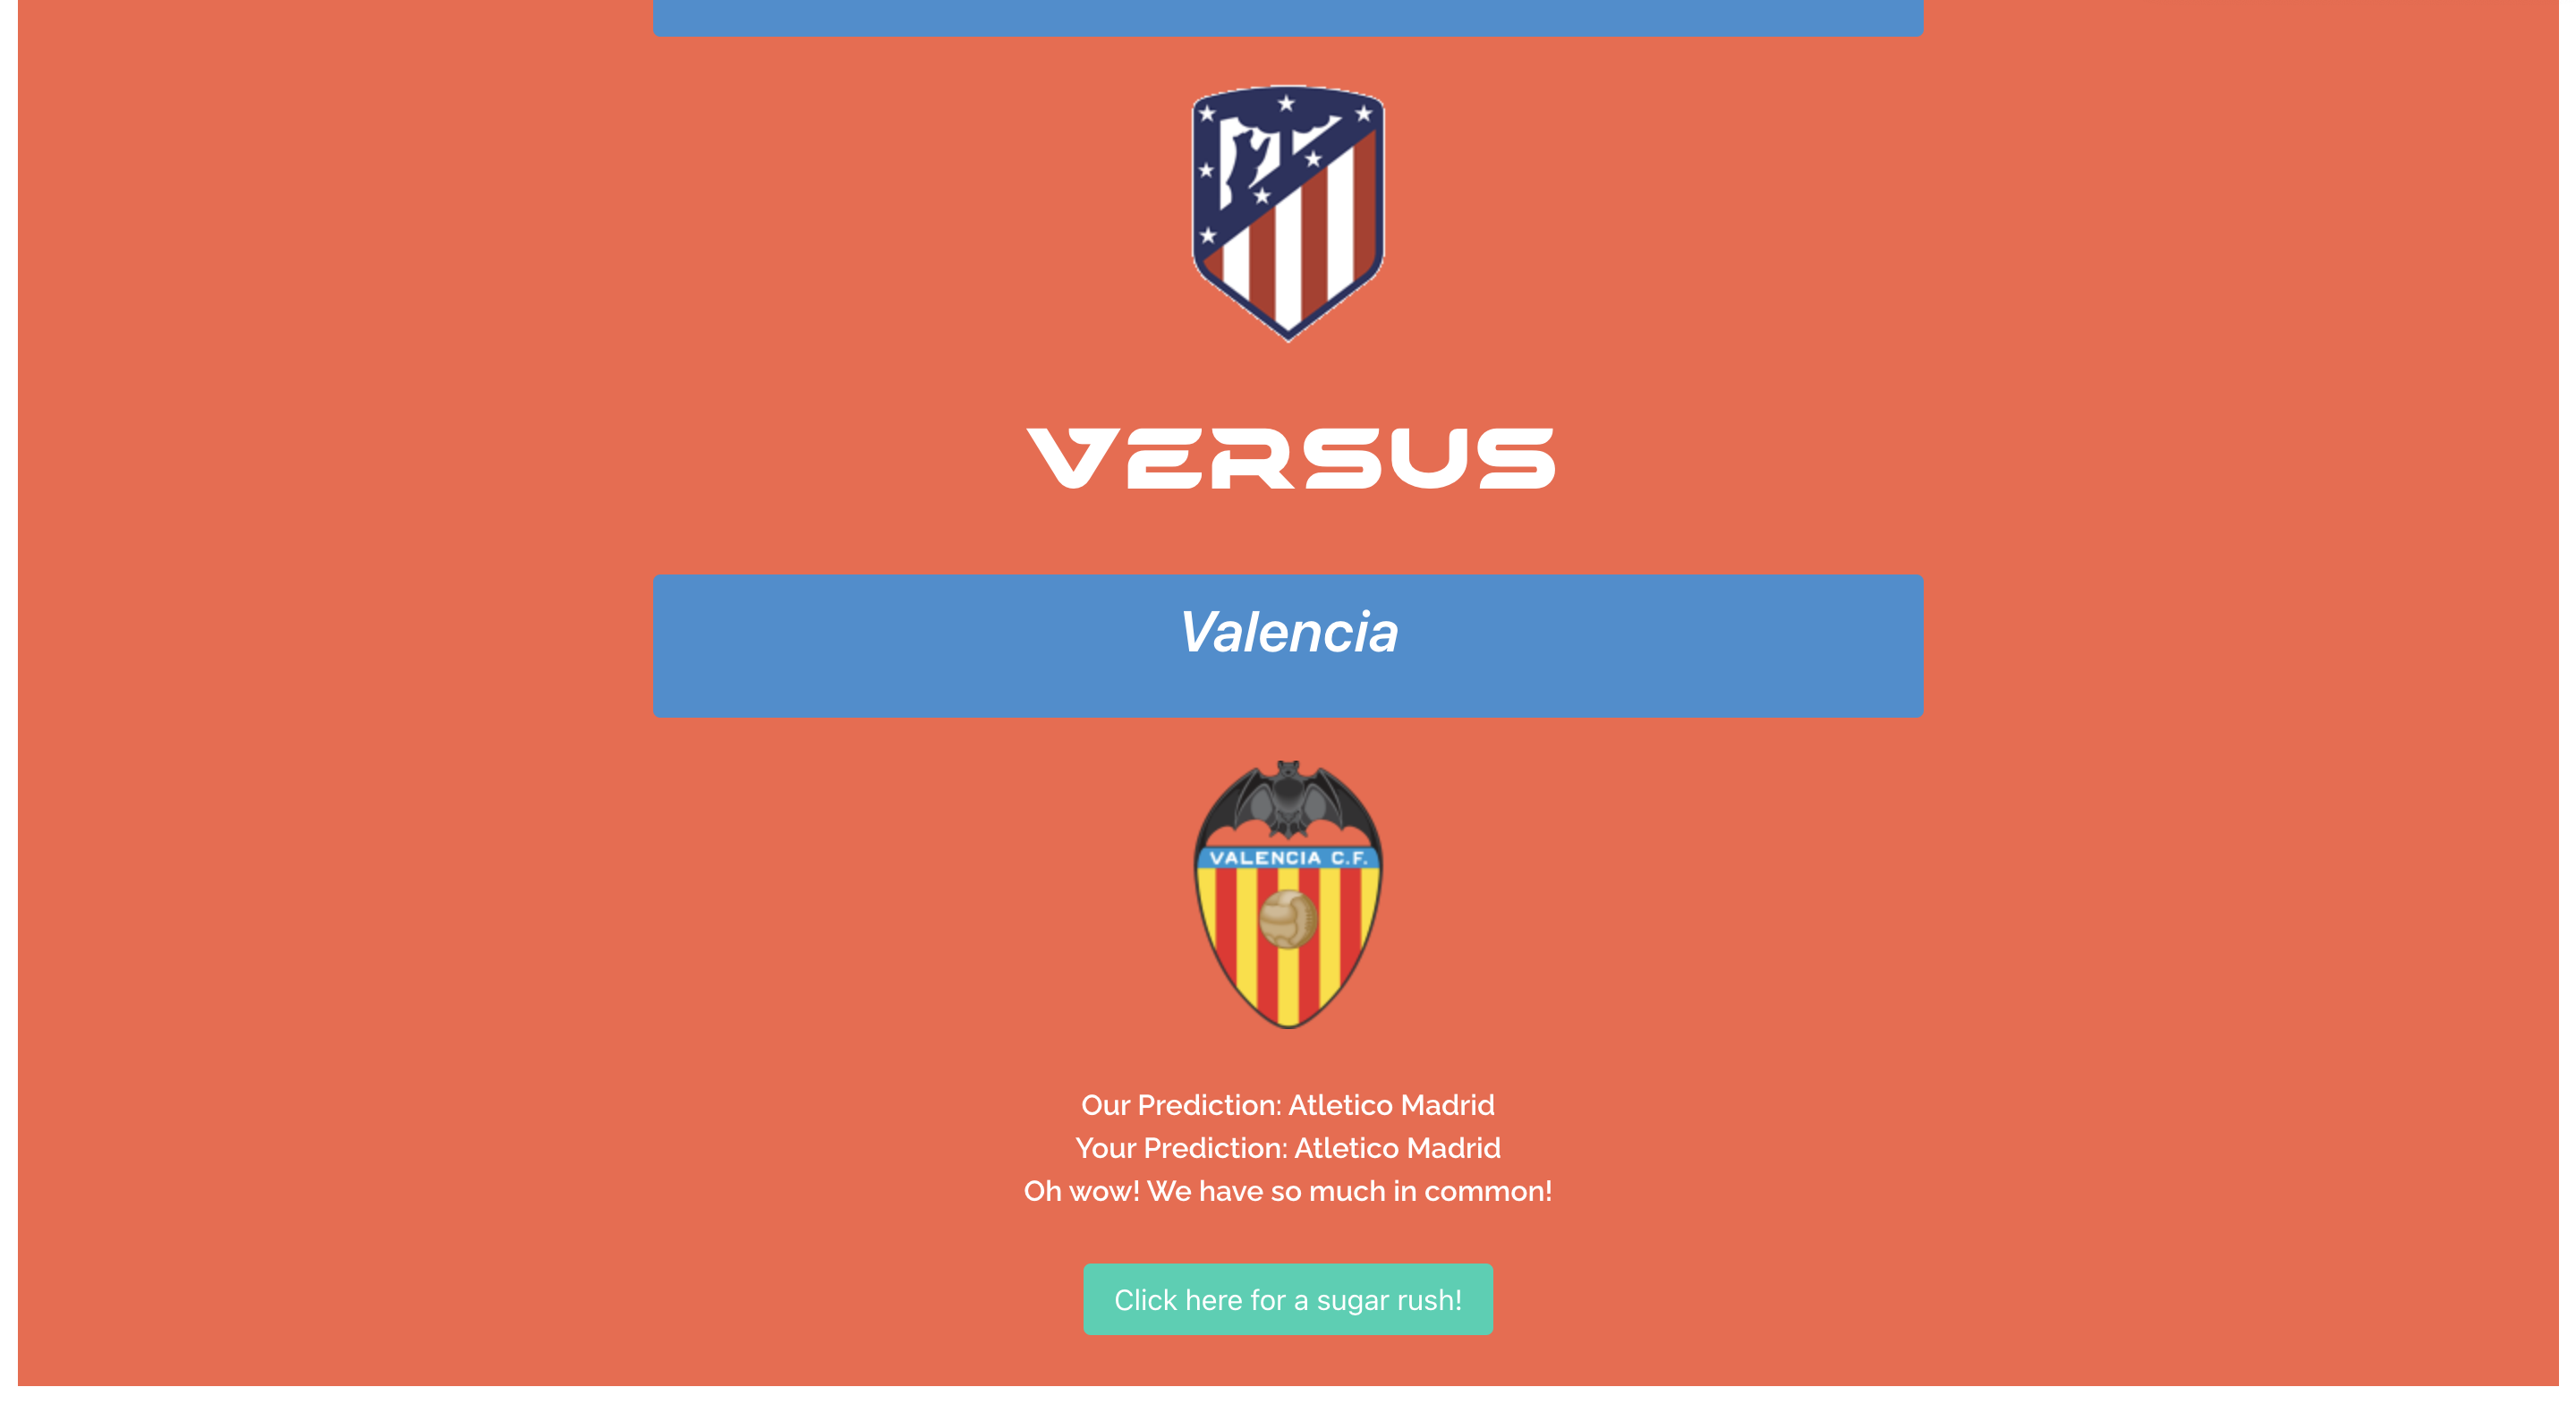 VERSUS
Valencia
VALENCIA C.F.
Our Prediction: Atletico Madrid
Your Prediction: Atletico Madrid
Oh wow! We have so much in common!
Click here for a sugar rush!